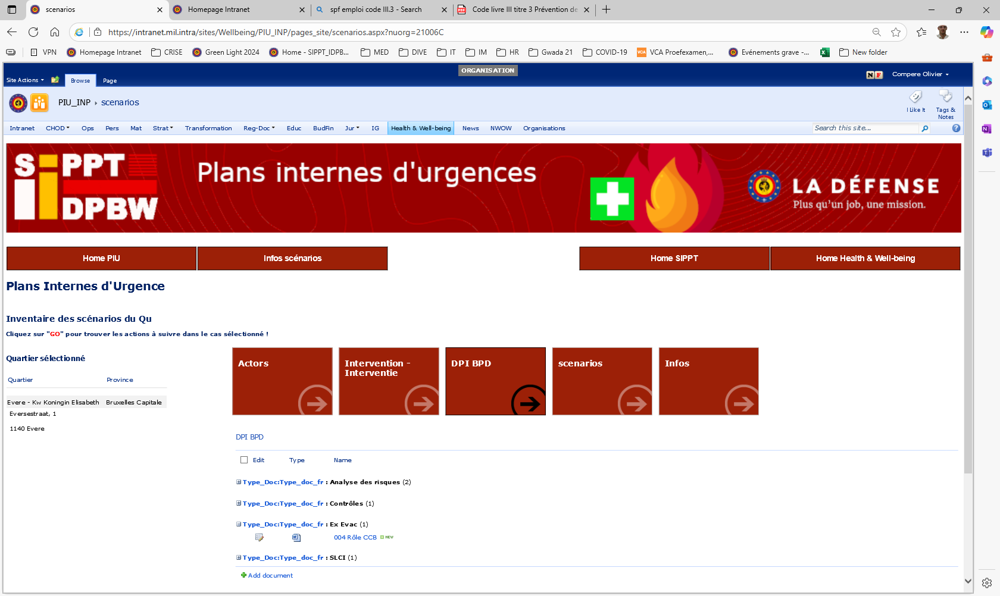 scenarios
Homepage Intranet
spf emploi code III.3 - Search
Code livre III titre 3 Prévention de
https://intranet.mil.intra/sites/Wellbeing/PIU_INP/pages_site/scenarios.aspx?nuorg=21006C
VPN
Homepage Intranet
CRISE
Green Light 2024
Home - SIPPT_IDPB...
MED
DIVE
IT
IM
HR
Gwada 21
COVID-19
VCA
VCA Proefexamen,...
Evénements grave -...
New folder
ORGANISATION
Site Actions
Browse
Page
N F
Compere Olivier
PIU_INP ▸ scenarios
I Like It
Tags & Notes
Intranet
CHOD
Ops
Pers
Mat
Strat
Transformation
Reg-Doc
Educ
BudFin
Jur
IG
Health & Well-being
News
NWOW
Organisations
Search this site...
SiPPT
DPBW
Plans internes d'urgences
LA DÉFENSE
Plus qu'un job, une mission.
Home PIU
Infos scénarios
Home SIPPT
Home Health & Well-being
Plans Internes d'Urgence
Inventaire des scénarios du Qu
Cliquez sur "GO" pour trouver les actions à suivre dans le cas sélectionné !
Quartier sélectionné
Quartier Province
Evere - Kw Koningin Elisabeth Bruxelles Capitale
Eversestraat, 1
1140 Evere
Actors
Intervention -
Interventie
DPI BPD
scenarios
Infos
DPI BPD
Edit Type Name
Type_Doc:Type_doc_fr : Analyse des risques (2)
Type_Doc:Type_doc_fr : Contrôles (1)
Type_Doc:Type_doc_fr : Ex Evac (1)
004 Rôle CCB NEW
Type_Doc:Type_doc_fr : SLCI (1)
Add document